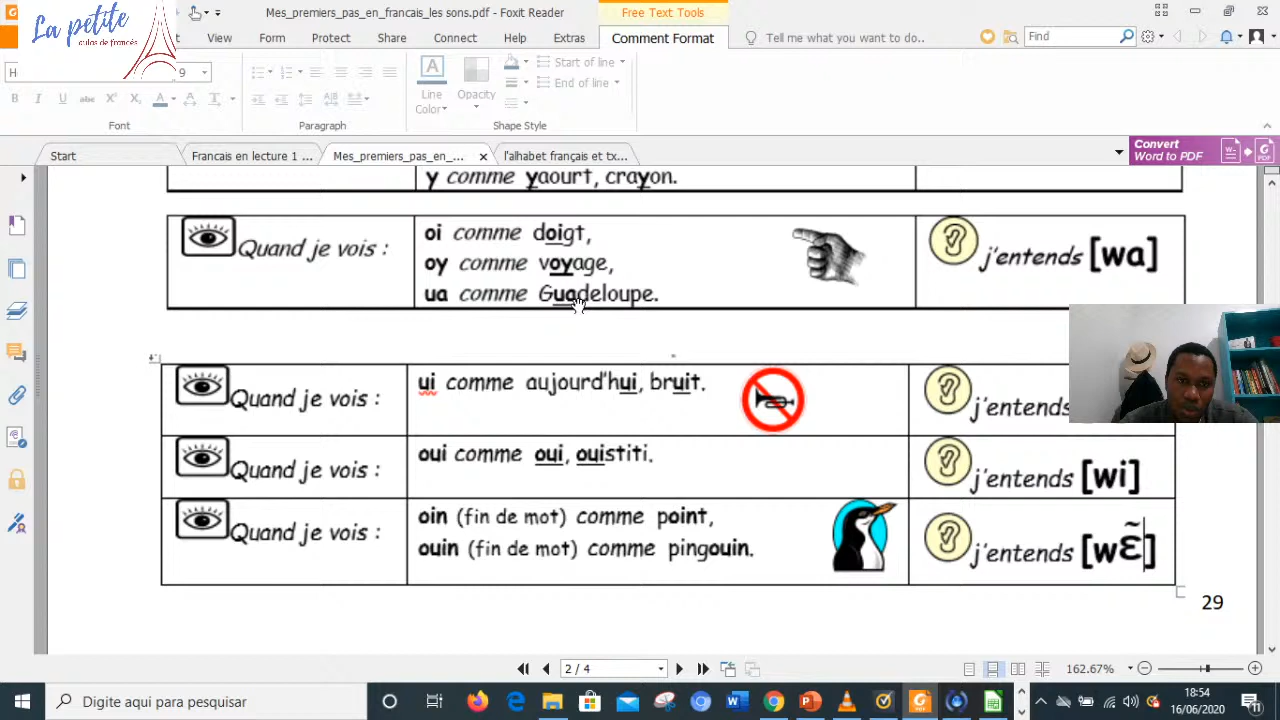 La petite
aulas de francés
Mes_premiers_pas_en_francais_les sons.pdf - Foxit Reader
Free Text Tools
View Form Protect Share Connect Help Extras Comment Format Tell me what you want to do.. Find
9
Line Color
Opacity
Start of line
End of line
Font
Paragraph
Shape Style
Start
Francais en lecture 1 ...
Mes_premiers_pas_en_...
l'alhabet français et tx...
Convert
Word to PDF
y comme yaourt, crayon.
Quand je vois :
oi comme doigt,
oy comme voyage,
ua comme Guadeloupe.
j'entends [wa]
Quand je vois :
ui comme aujourd'hui, bruit.
j'entends
Quand je vois :
oui comme oui, ouistiti.
j'entends [wi]
Quand je vois :
oin (fin de mot) comme point,
ouin (fin de mot) comme pingouin.
j'entends [wɛ̃]
29
2 / 4
162.67%
Digite aqui para pesquisar
18:54
16/06/2020